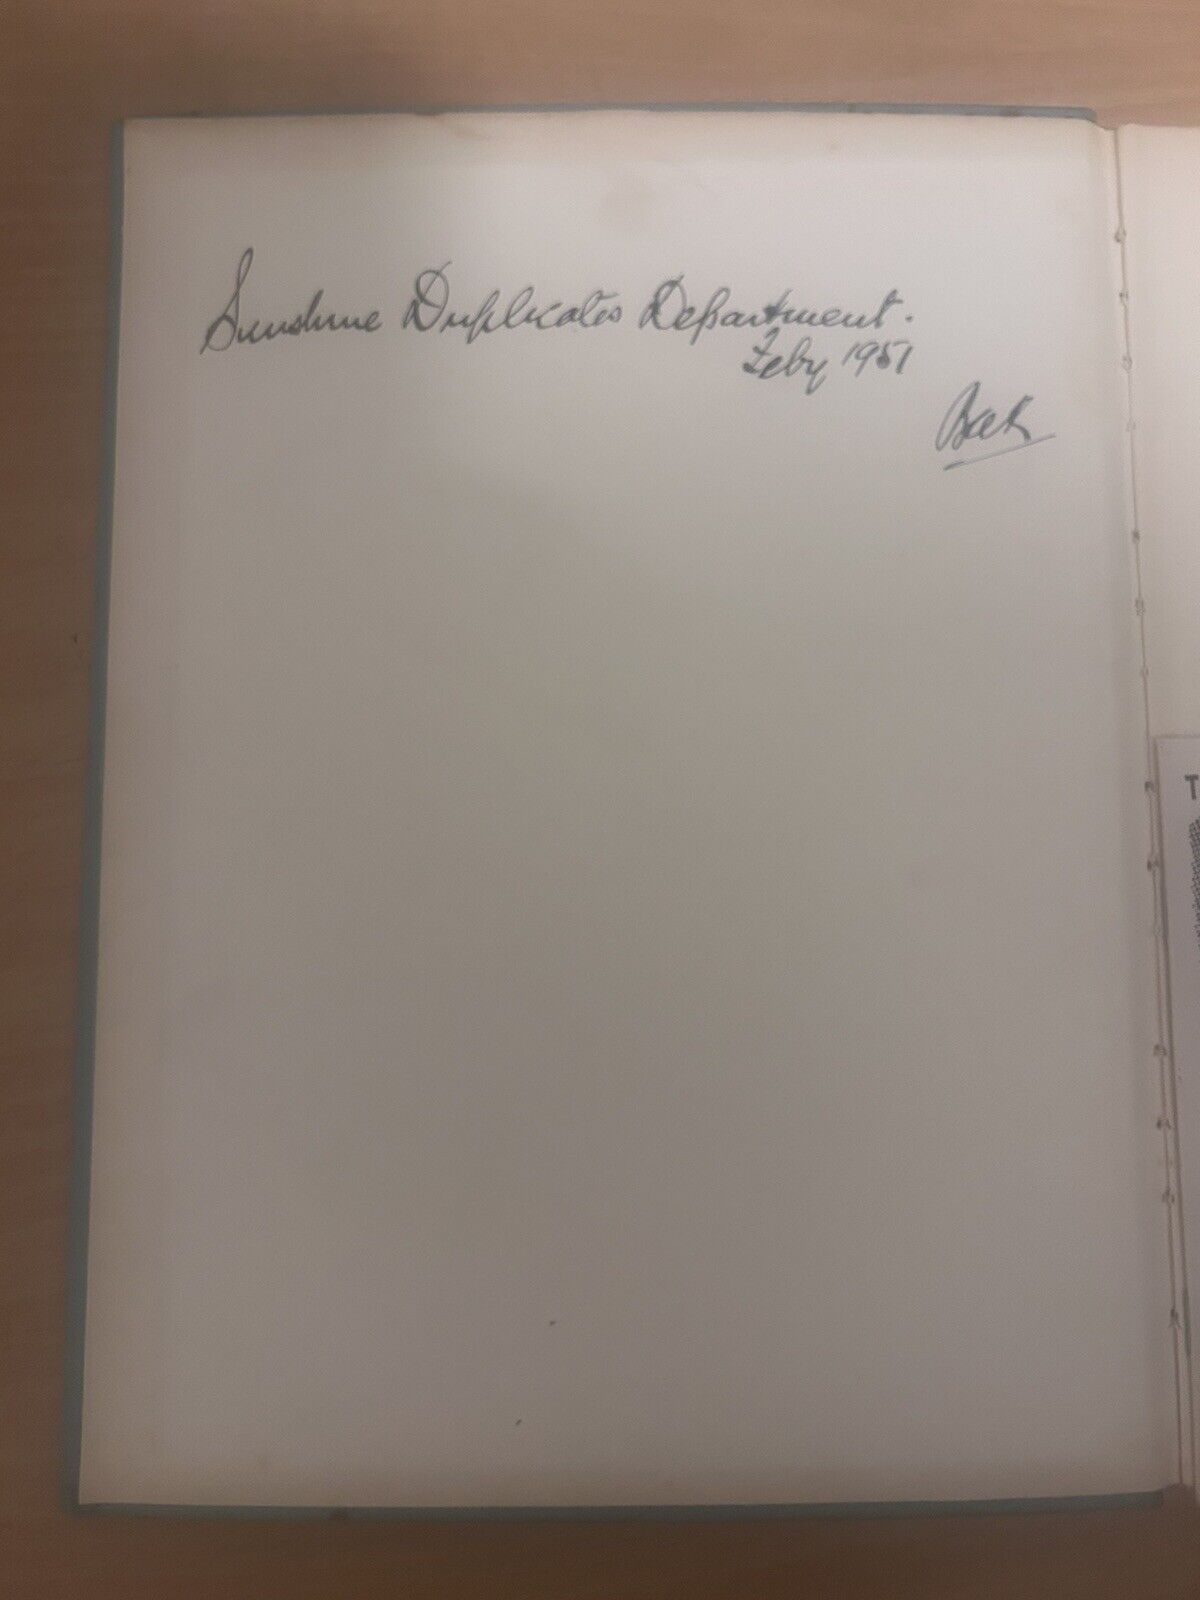 Sunshine Duplicates Department.
Feby 1951
T